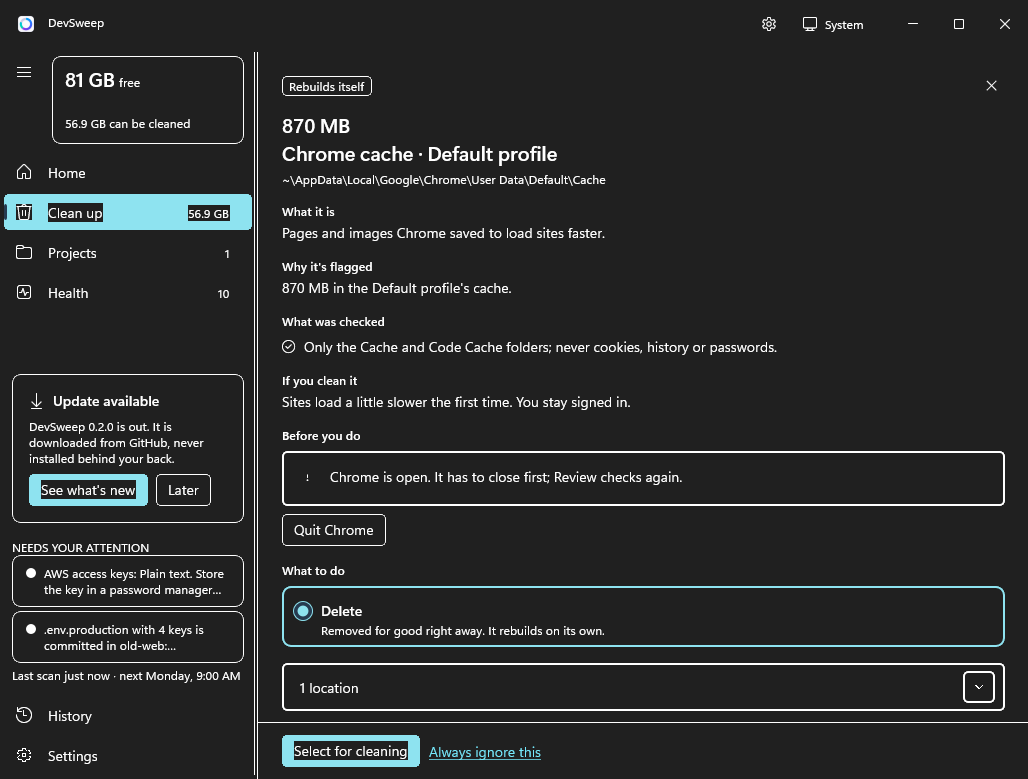 DevSweep
System
81 GB free
56.9 GB can be cleaned
Home
Clean up 56.9 GB
Projects 1
Health 10
Update available
DevSweep 0.2.0 is out. It is
downloaded from GitHub, never
installed behind your back.
See what's new
Later
NEEDS YOUR ATTENTION
AWS access keys: Plain text. Store
the key in a password manager...
.env.production with 4 keys is
committed in old-web:...
Last scan just now · next Monday, 9:00 AM
History
Settings
Rebuilds itself
870 MB
Chrome cache · Default profile
~\AppData\Local\Google\Chrome\User Data\Default\Cache
What it is
Pages and images Chrome saved to load sites faster.
Why it's flagged
870 MB in the Default profile's cache.
What was checked
Only the Cache and Code Cache folders; never cookies, history or passwords.
If you clean it
Sites load a little slower the first time. You stay signed in.
Before you do
Chrome is open. It has to close first; Review checks again.
Quit Chrome
What to do
Delete
Removed for good right away. It rebuilds on its own.
1 location
Select for cleaning
Always ignore this